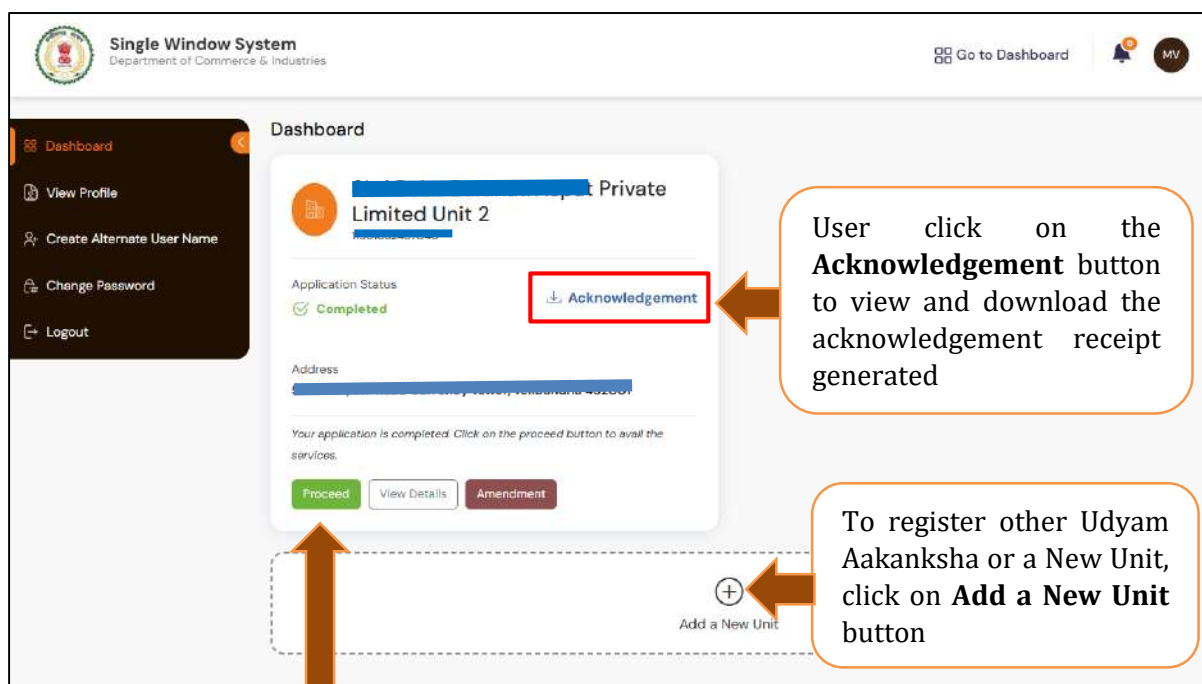 Single Window System
Department of Commerce & Industries
Go to Dashboard
0
MV
Dashboard
View Profile
Create Alternate User Name
Change Password
Logout
Dashboard
t Private
Limited Unit 2
Application Status
Completed
Acknowledgement
Address
Your application is completed. Click on the proceed button to avail the
services.
Proceed
View Details
Amendment
Add a New Unit
User click on the
Acknowledgement button
to view and download the
acknowledgement receipt
generated
To register other Udyam
Aakanksha or a New Unit,
click on Add a New Unit
button